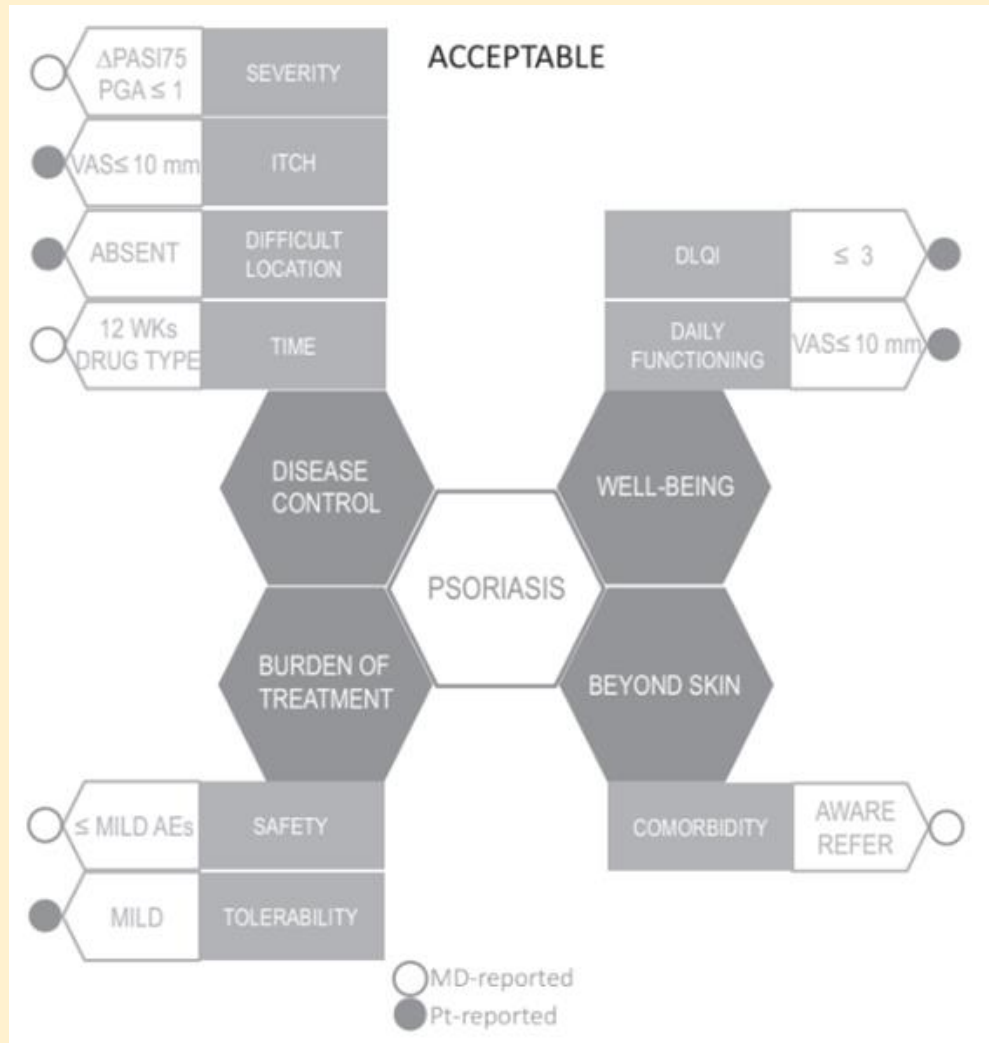 ACCEPTABLE
ΔPASI75
PGA ≤ 1
SEVERITY
VAS≤ 10 mm
ITCH
ABSENT
DIFFICULT
LOCATION
12 WKs
DRUG TYPE
TIME
DLQI
≤ 3
DAILY
FUNCTIONING
VAS≤ 10 mm
DISEASE
CONTROL
WELL-BEING
PSORIASIS
BURDEN OF
TREATMENT
BEYOND SKIN
≤ MILD AEs
SAFETY
MILD
TOLERABILITY
COMORBIDITY
AWARE
REFER
MD-reported
Pt-reported